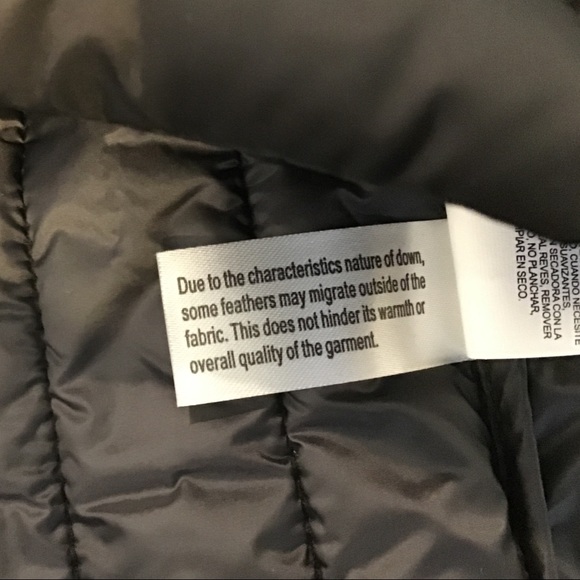 Due to the characteristics nature of down,
some feathers may migrate outside of the
fabric. This does not hinder its warmth or
overall quality of the garment.
CUANDO NECESITE
SUAVIZANTES.
N SECADORA CON LA
AL REVES, REMOVER
O. NO PLANCHAR,
PIAR EN SECO.